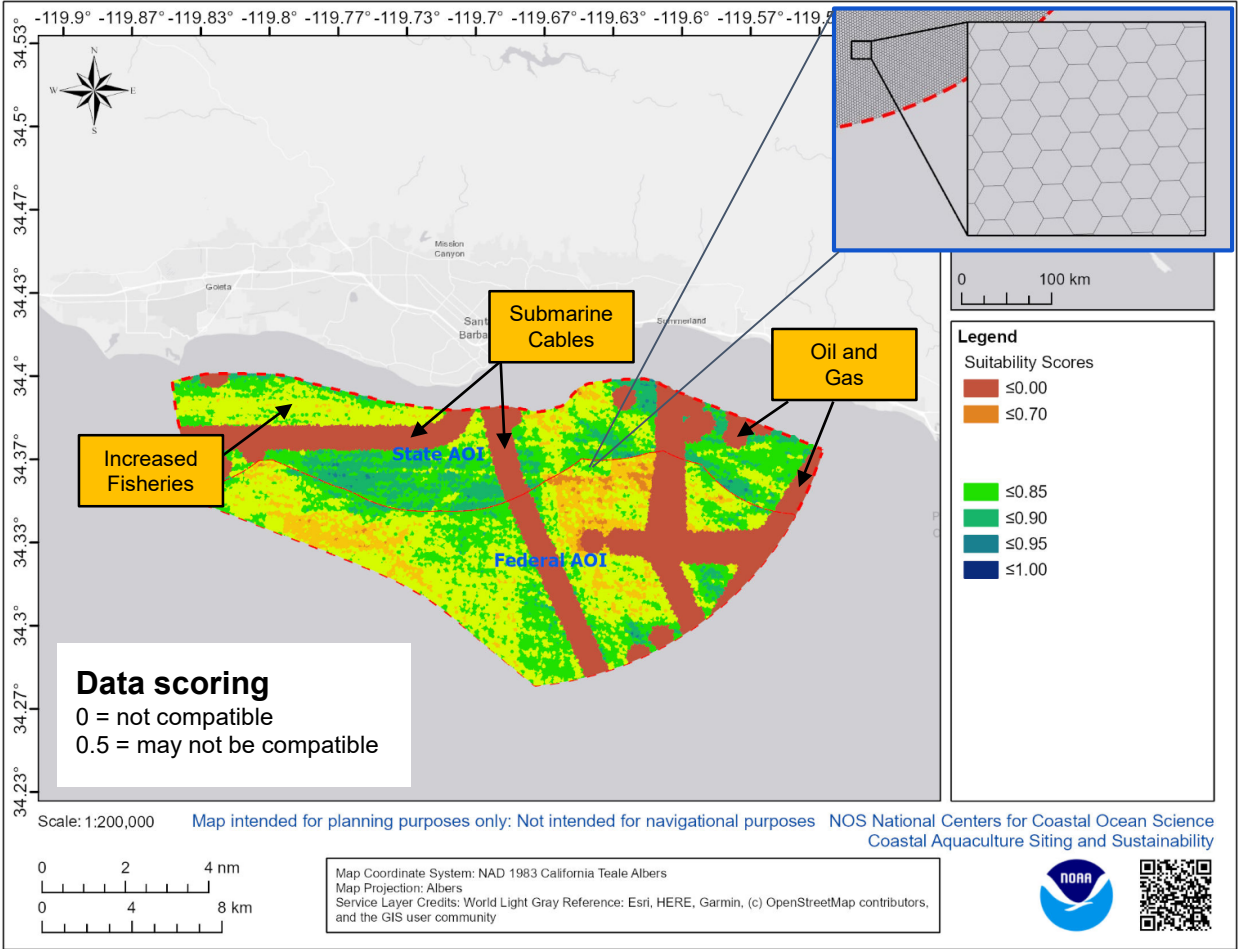 -119.9° -119.87° -119.83° -119.8° -119.77° -119.73° -119.7° -119.67° -119.63° -119.6° -119.57°
34.53°
34.5°
34.47°
34.43°
34.4°
34.37°
34.33°
34.3°
34.27°
34.23°
N
W E
S
Mission
Canyon
Goleta
Summerland
Submarine
Cables
Oil and
Gas
Increased
Fisheries
State AOI
Federal AOI
0 100 km
Legend
Suitability Scores
≤0.00
≤0.70
≤0.85
≤0.90
≤0.95
≤1.00
Data scoring
0 = not compatible
0.5 = may not be compatible
Scale: 1:200,000
Map intended for planning purposes only: Not intended for navigational purposes
NOS National Centers for Coastal Ocean Science
Coastal Aquaculture Siting and Sustainability
0 2 4 nm
0 4 8 km
Map Coordinate System: NAD 1983 California Teale Albers
Map Projection: Albers
Service Layer Credits: World Light Gray Reference: Esri, HERE, Garmin, (c) OpenStreetMap contributors,
and the GIS user community
NOAA